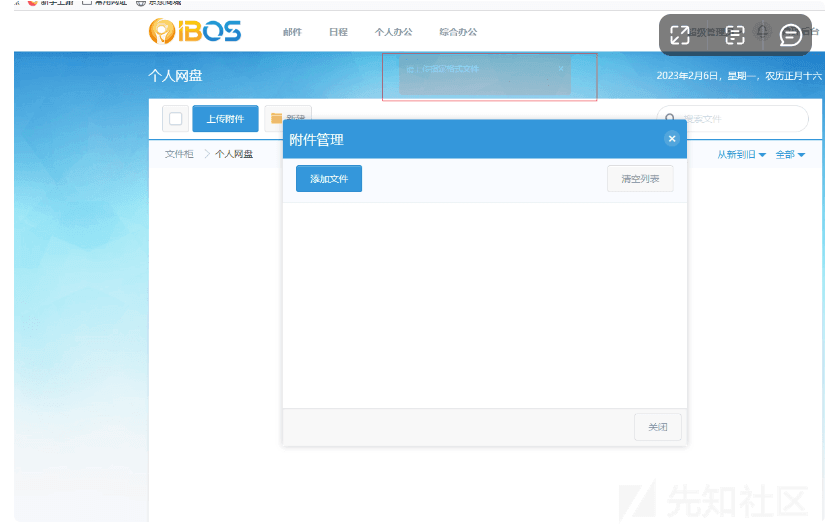 常用网址
京东商城
IBOS
邮件 日程 个人办公 综合办公
个人网盘
2023年2月6日，星期一，农历正月十六
上传附件 新建
搜索文件
文件柜 个人网盘
从新到旧 全部
附件管理
添加文件
清空列表
关闭
先知社区